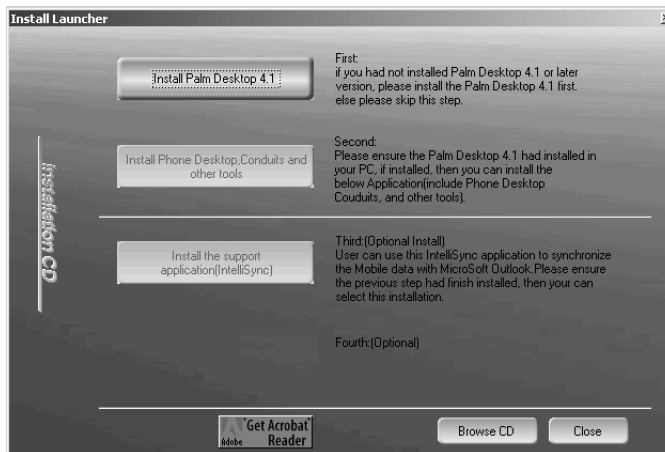 Install Launcher
Install Palm Desktop 4.1
First:
if you had not installed Palm Desktop 4.1 or later
version, please install the Palm Desktop 4.1 first.
else please skip this step.
Install Phone Desktop,Conduits and
other tools
Second:
Please ensure the Palm Desktop 4.1 had installed in
your PC, if installed, then you can install the
below Application(include Phone Desktop
Couduits, and other tools).
installation CD
Install the support
application(IntelliSync)
Third:(Optional Install)
User can use this IntelliSync application to synchronize
the Mobile data with MicroSoft Outlook.Please ensure
the previous step had finish installed, then your can
select this installation.
Fourth:(Optional)
Get Acrobat
Adobe Reader
Browse CD
Close